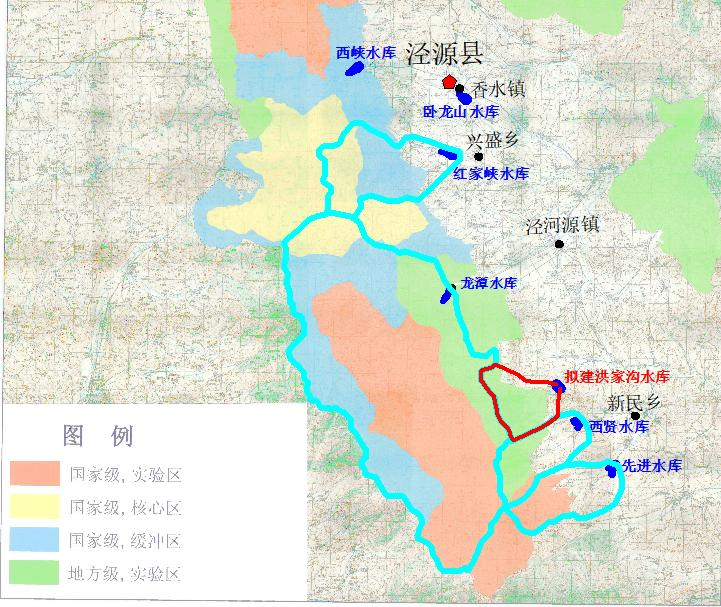 西峡水库
泾源县
香水镇
卧龙山水库
兴盛乡
红家峡水库
泾河源镇
龙潭水库
拟建洪家沟水库
新民乡
西贤水库
先进水库
图 例
国家级, 实验区
国家级, 核心区
国家级, 缓冲区
地方级, 实验区